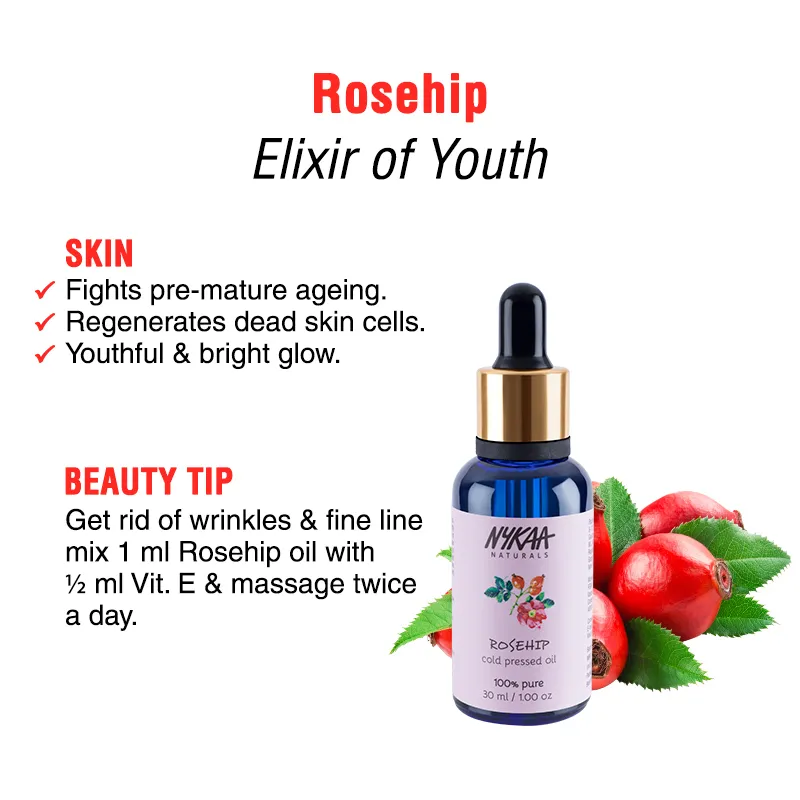 Rosehip
Elixir of Youth
SKIN
✓ Fights pre-mature ageing.
✓ Regenerates dead skin cells.
✓ Youthful & bright glow.
BEAUTY TIP
Get rid of wrinkles & fine line
mix 1 ml Rosehip oil with
½ ml Vit. E & massage twice
a day.
NYKAA
NATURALS
ROSEHIP
cold pressed oil
100% pure
30 ml / 1.00 oz